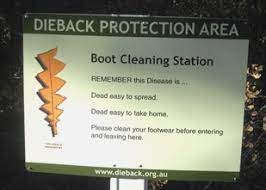 DIEBACK PROTECTION AREA
Boot Cleaning Station
REMEMBER this Disease is ...
Dead easy to spread.
Dead easy to take home.
Please clean your footwear before entering
and leaving here.
www.dieback.org.au